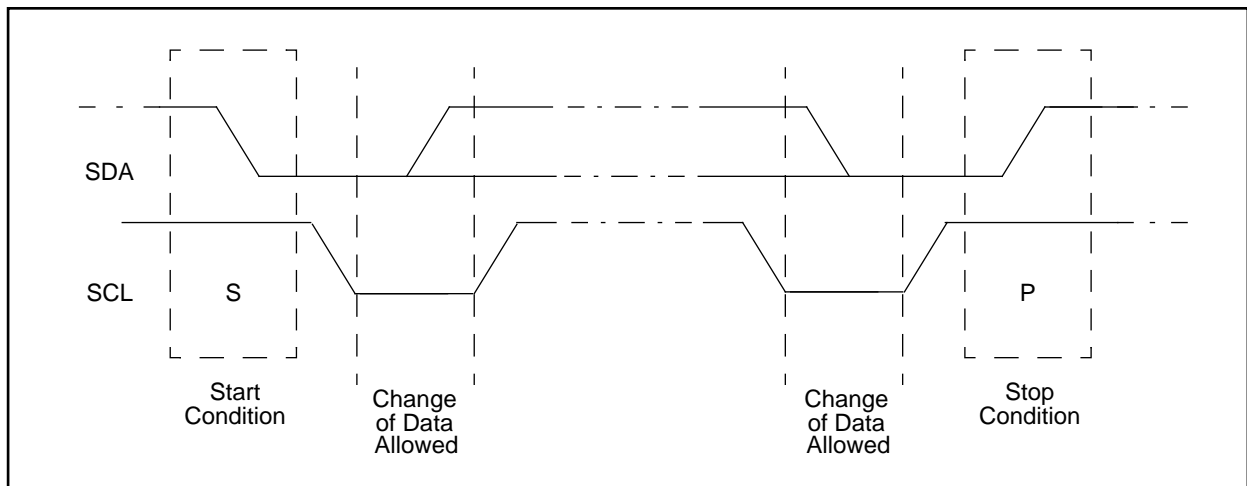 SDA
SCL
S
P
Start
Condition
Change
of Data
Allowed
Change
of Data
Allowed
Stop
Condition